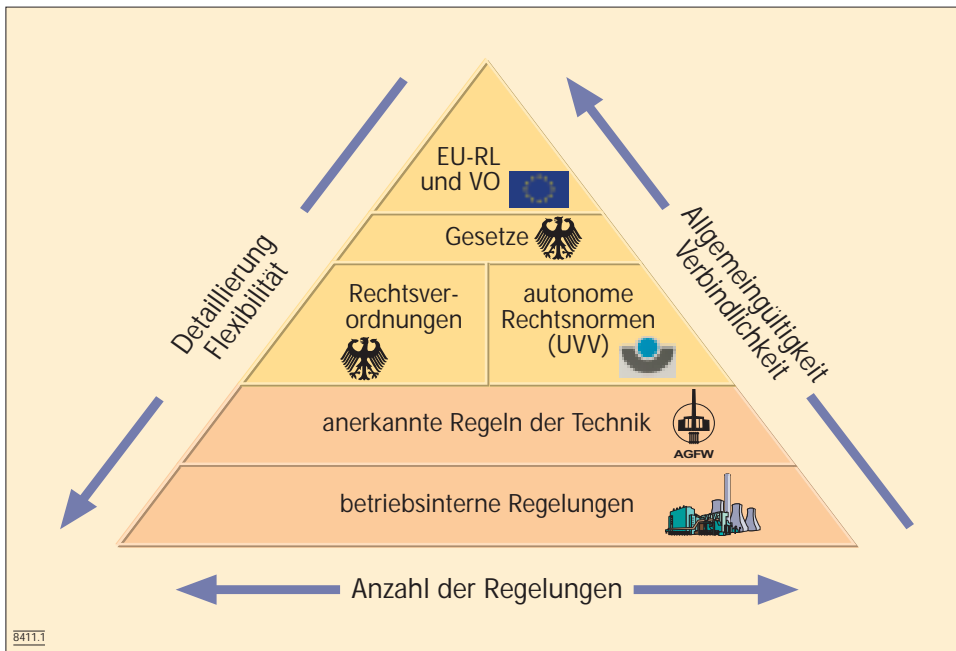 EU-RL
und VO
Gesetze
Rechtsver-
ordnungen
autonome
Rechtsnormen
(UVV)
anerkannte Regeln der Technik
AGFW
betriebsinterne Regelungen
Detaillierung
Flexibilität
Allgemeingültigkeit
Verbindlichkeit
Anzahl der Regelungen
8411.1